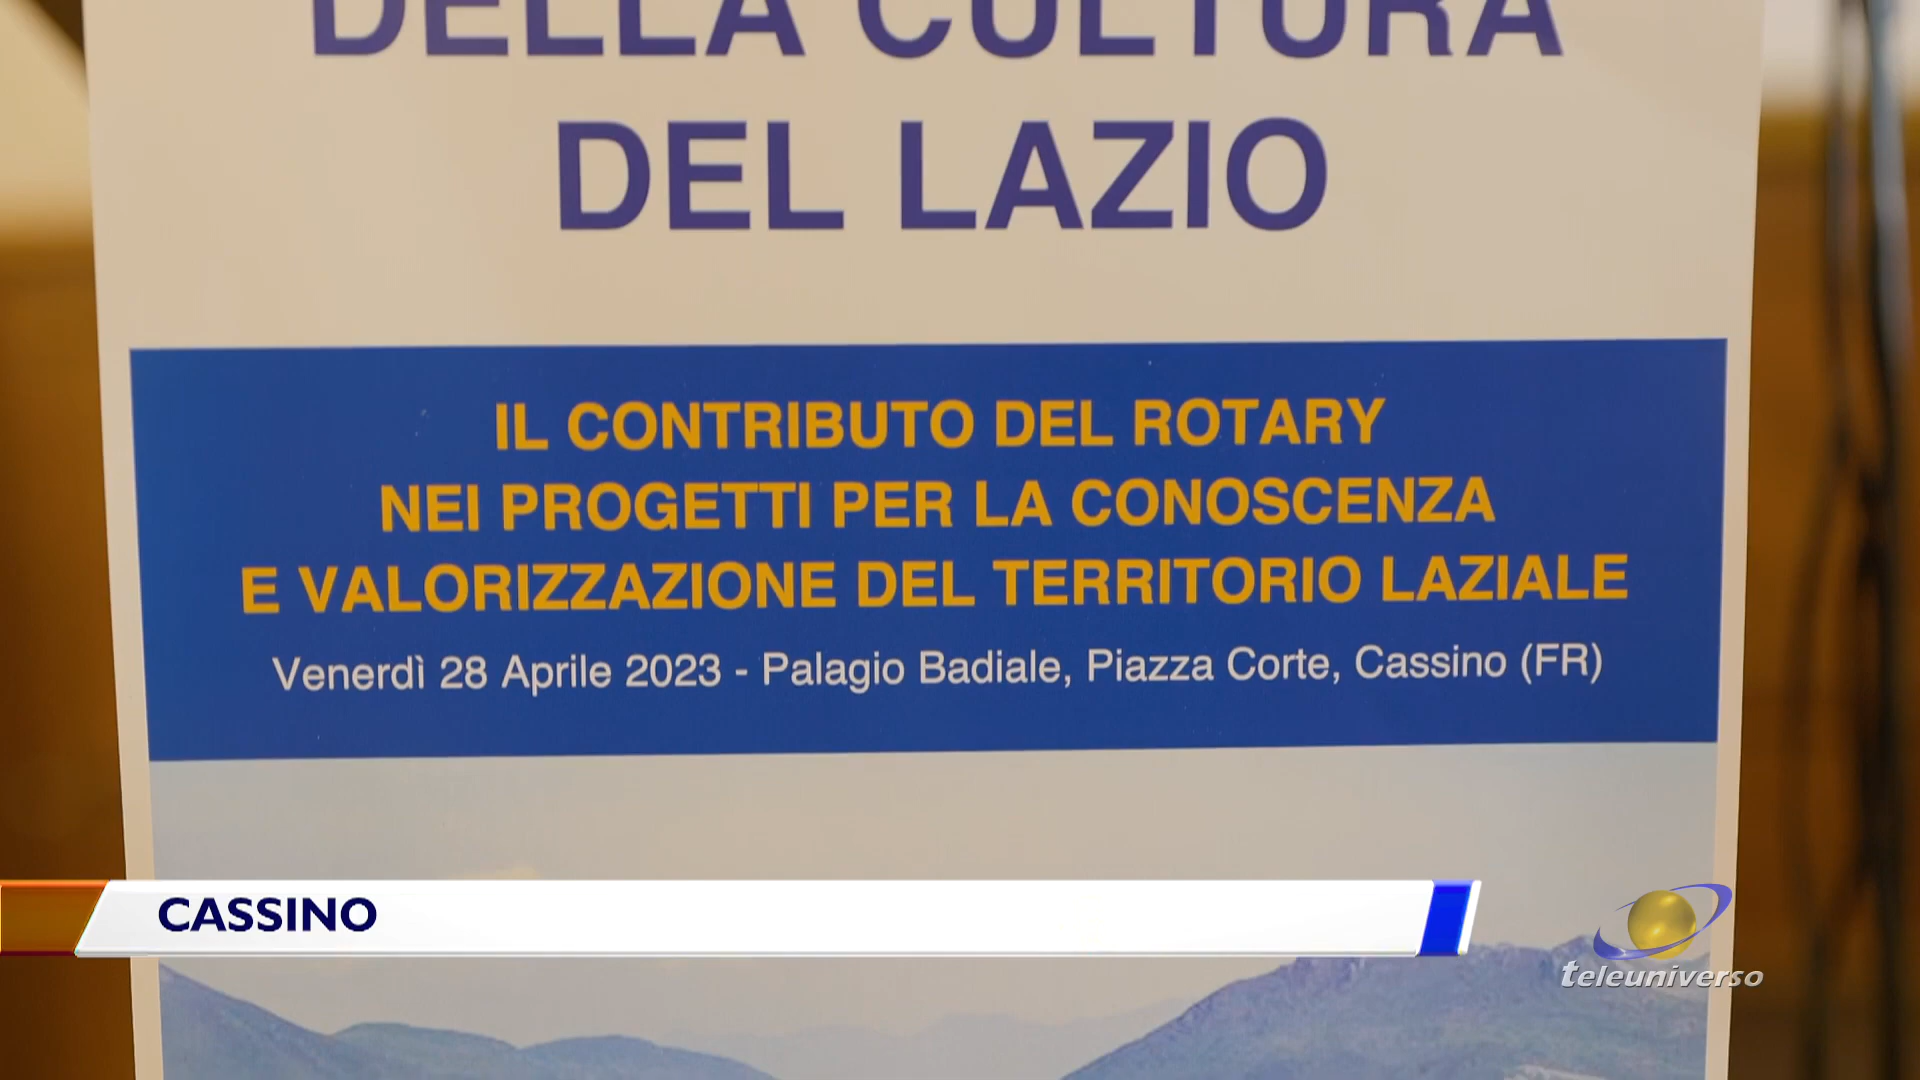 DELLA CULTURA
DEL LAZIO
IL CONTRIBUTO DEL ROTARY
NEI PROGETTI PER LA CONOSCENZA
E VALORIZZAZIONE DEL TERRITORIO LAZIALE
Venerdì 28 Aprile 2023 - Palagio Badiale, Piazza Corte, Cassino (FR)
CASSINO
teleuniverso